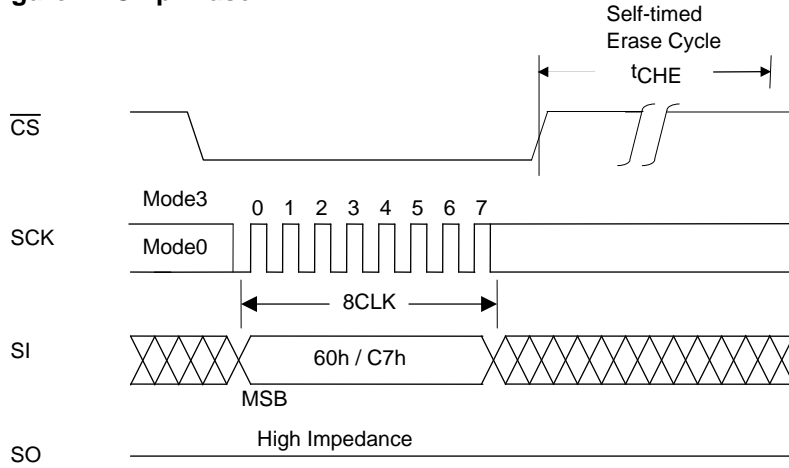 Self-timed
Erase Cycle
tCHE
CS
Mode3
0 1 2 3 4 5 6 7
SCK
Mode0
8CLK
SI
60h / C7h
MSB
High Impedance
SO